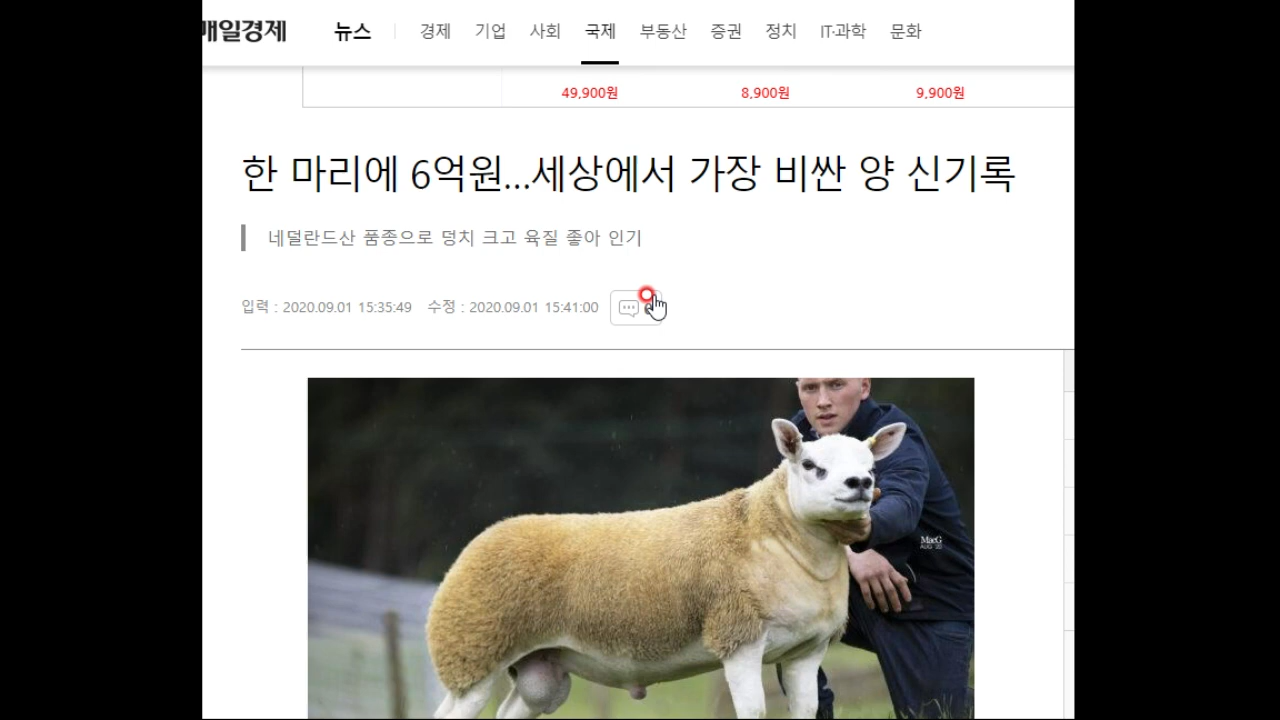 매일경제
뉴스 경제 기업 사회 국제 부동산 증권 정치 IT·과학 문화
49,900원 8,900원 9,900원
한 마리에 6억원...세상에서 가장 비싼 양 신기록
네덜란드산 품종으로 덩치 크고 육질 좋아 인기
입력 : 2020.09.01 15:35:49 수정 : 2020.09.01 15:41:00
MacG
AUG '20